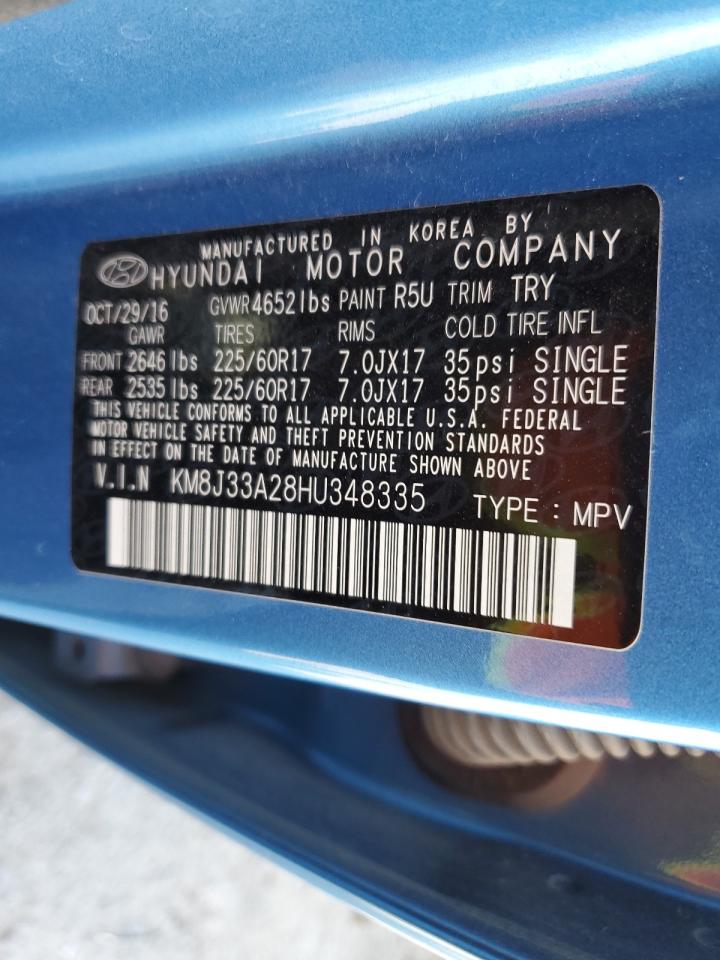 MANUFACTURED IN KOREA BY
HYUNDAI MOTOR COMPANY
OCT/29/16 GVWR 4652 lbs PAINT R5U TRIM TRY
GAWR TIRES RIMS COLD TIRE INFL
FRONT 2646 lbs 225/60R17 7.0JX17 35psi SINGLE
REAR 2535 lbs 225/60R17 7.0JX17 35psi SINGLE
THIS VEHICLE CONFORMS TO ALL APPLICABLE U.S.A. FEDERAL
MOTOR VEHICLE SAFETY AND THEFT PREVENTION STANDARDS
IN EFFECT ON THE DATE OF MANUFACTURE SHOWN ABOVE
V.I.N KM8J33A28HU348335 TYPE : MPV